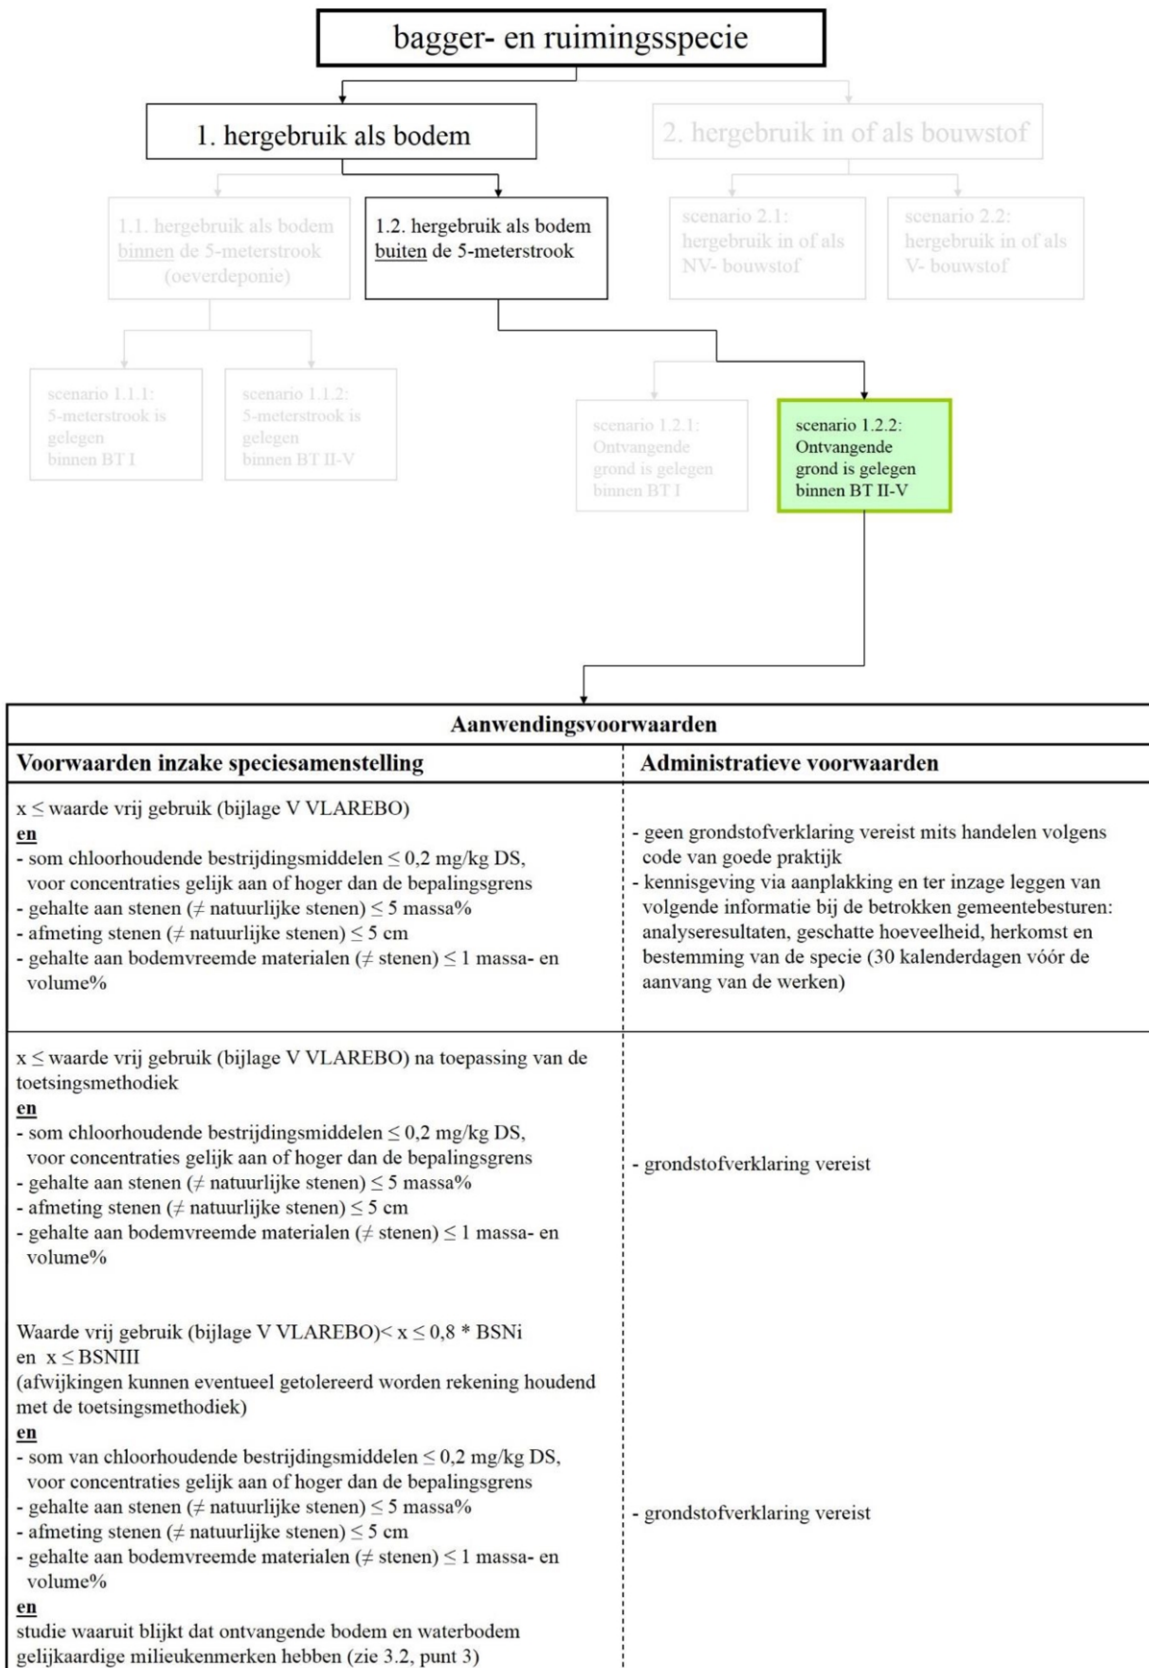 bagger- en ruimingsspecie
1. hergebruik als bodem
2. hergebruik in of als bouwstof
1.1. hergebruik als bodem
binnen de 5-meterstrook
(oeverdeponie)
1.2. hergebruik als bodem
buiten de 5-meterstrook
scenario 2.1:
hergebruik in of als
NV- bouwstof
scenario 2.2:
hergebruik in of als
V- bouwstof
scenario 1.1.1:
5-meterstrook is
gelegen
binnen BT I
scenario 1.1.2:
5-meterstrook is
gelegen
binnen BT II-V
scenario 1.2.1:
Ontvangende
grond is gelegen
binnen BT I
scenario 1.2.2:
Ontvangende
grond is gelegen
binnen BT II-V
Aanwendingsvoorwaarden
Voorwaarden inzake speciesamenstelling
Administratieve voorwaarden
x ≤ waarde vrij gebruik (bijlage V VLAREBO)
en
- som chloorhoudende bestrijdingsmiddelen ≤ 0,2 mg/kg DS,
voor concentraties gelijk aan of hoger dan de bepalingsgrens
- gehalte aan stenen (≠ natuurlijke stenen) ≤ 5 massa%
- afmeting stenen (≠ natuurlijke stenen) ≤ 5 cm
- gehalte aan bodemvreemde materialen (≠ stenen) ≤ 1 massa- en
volume%
- geen grondstofverklaring vereist mits handelen volgens
code van goede praktijk
- kennisgeving via aanplakking en ter inzage leggen van
volgende informatie bij de betrokken gemeentebesturen:
analyseresultaten, geschatte hoeveelheid, herkomst en
bestemming van de specie (30 kalenderdagen vóór de
aanvang van de werken)
x ≤ waarde vrij gebruik (bijlage V VLAREBO) na toepassing van de
toetsingsmethodiek
en
- som chloorhoudende bestrijdingsmiddelen ≤ 0,2 mg/kg DS,
voor concentraties gelijk aan of hoger dan de bepalingsgrens
- gehalte aan stenen (≠ natuurlijke stenen) ≤ 5 massa%
- afmeting stenen (≠ natuurlijke stenen) ≤ 5 cm
- gehalte aan bodemvreemde materialen (≠ stenen) ≤ 1 massa- en
volume%
- grondstofverklaring vereist
Waarde vrij gebruik (bijlage V VLAREBO)< x ≤ 0,8 * BSNi
en x ≤ BSNIII
(afwijkingen kunnen eventueel getolereerd worden rekening houdend
met de toetsingsmethodiek)
en
- som van chloorhoudende bestrijdingsmiddelen ≤ 0,2 mg/kg DS,
voor concentraties gelijk aan of hoger dan de bepalingsgrens
- gehalte aan stenen (≠ natuurlijke stenen) ≤ 5 massa%
- afmeting stenen (≠ natuurlijke stenen) ≤ 5 cm
- gehalte aan bodemvreemde materialen (≠ stenen) ≤ 1 massa- en
volume%
en
studie waaruit blijkt dat ontvangende bodem en waterbodem
gelijkaardige milieukenmerken hebben (zie 3.2, punt 3)
- grondstofverklaring vereist